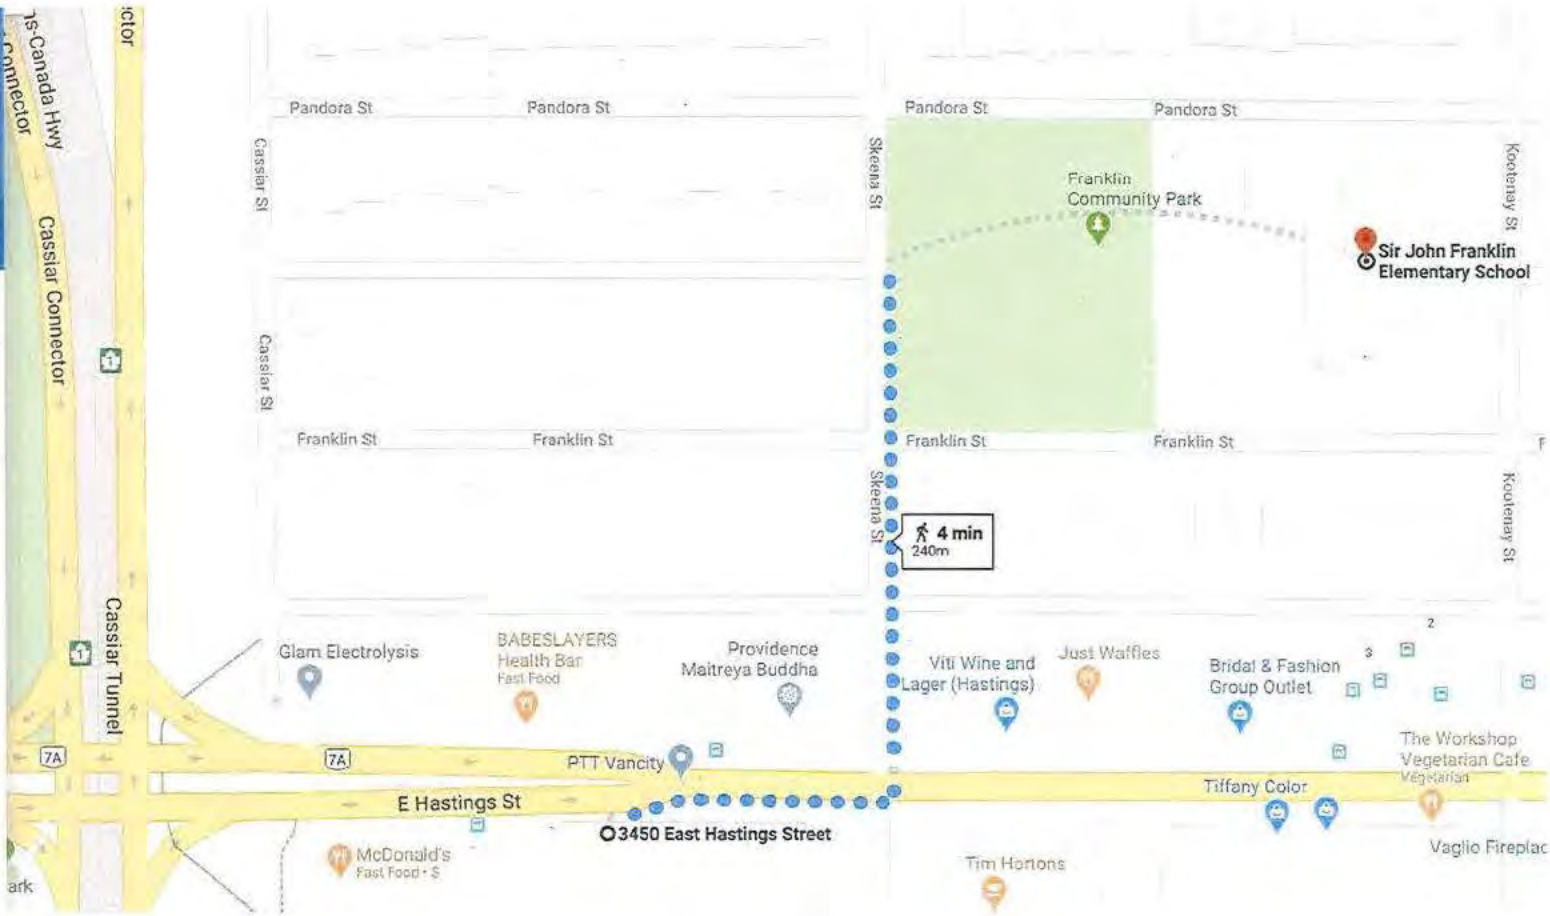 ns-Canada Hwy
Connector
ctor
Pandora St
Pandora St
Pandora St
Pandora St
Cassiar St
Skeena St
Kootenay St
Franklin
Community Park
Sir John Franklin
Elementary School
Cassiar Connector
1
Cassiar St
Franklin St
Franklin St
Franklin St
Franklin St
F
Skeena St
Kootenay St
4 min
240m
Cassiar Tunnel
1
2
3
Glam Electrolysis
BABESLAYERS
Health Bar
Fast Food
Providence
Maitreya Buddha
Viti Wine and
Lager (Hastings)
Just Waffles
Bridal & Fashion
Group Outlet
7A
7A
PTT Vancity
The Workshop
Vegetarian Cafe
Vegetarian
Tiffany Color
E Hastings St
3450 East Hastings Street
McDonald's
Fast Food • $
Tim Hortons
Vaglio Fireplac
ark